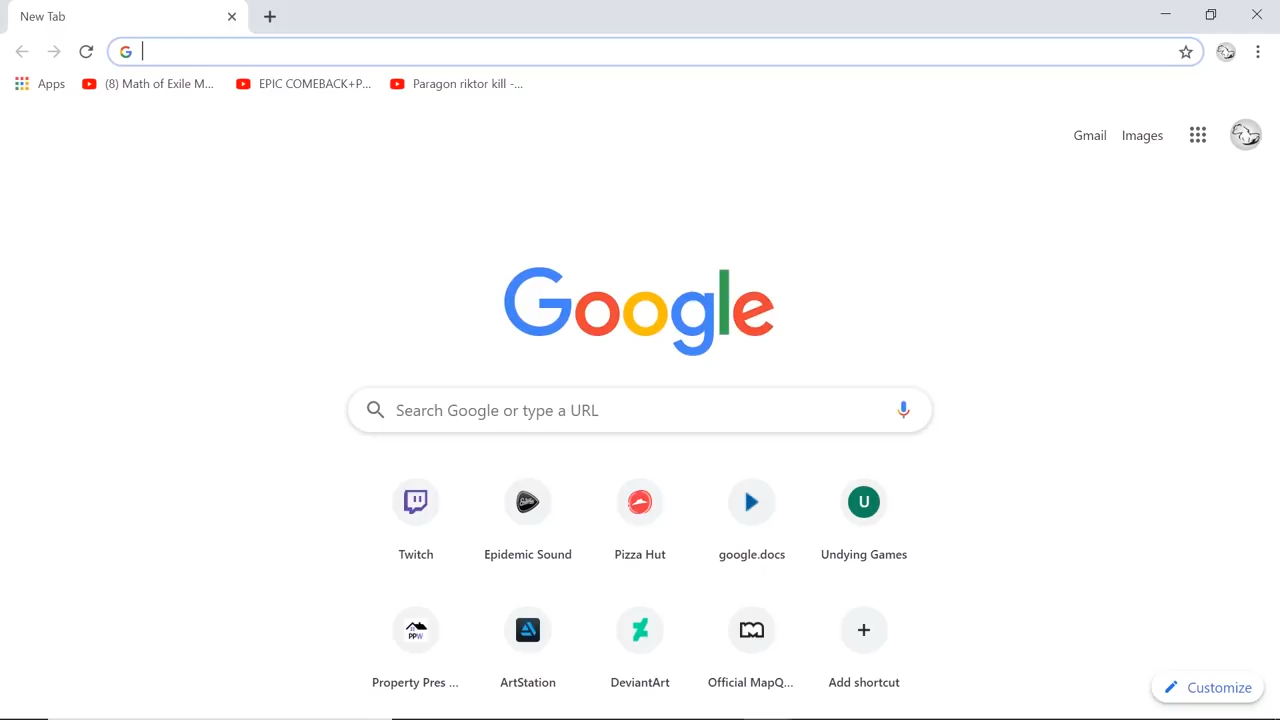 New Tab
Apps (8) Math of Exile M... EPIC COMEBACK+P... Paragon riktor kill -...
Gmail Images
Google
Search Google or type a URL
Twitch Epidemic Sound Pizza Hut google.docs Undying Games
U
PPW
Property Pres ... ArtStation DeviantArt Official MapQ... Add shortcut
Customize